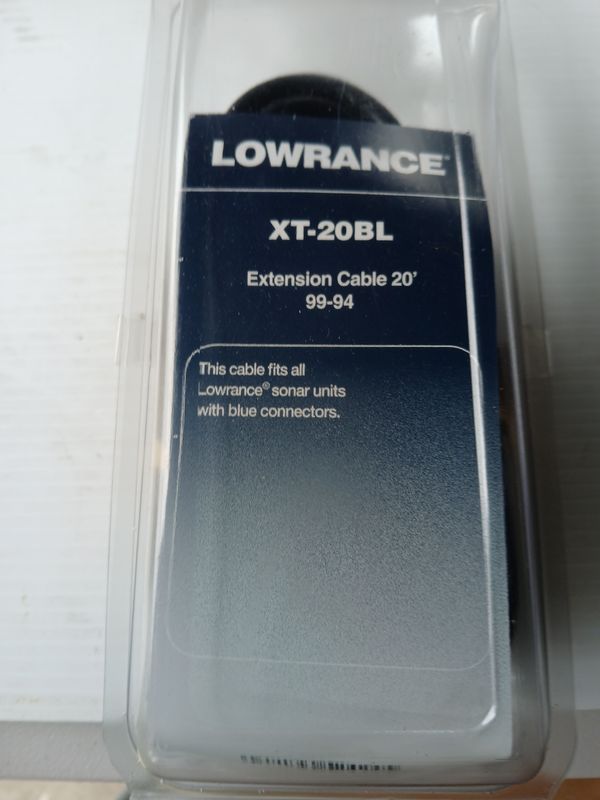 LOWRANCE
XT-20BL
Extension Cable 20'
99-94
This cable fits all
Lowrance® sonar units
with blue connectors.